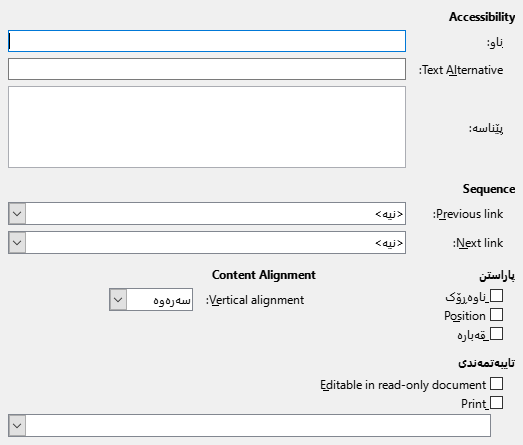 Accessibility
ناو:
Text Alternative:
پێناسە:
Sequence
Previous link:
<نیە>
Next link:
<نیە>
پاراستن
Content Alignment
ناوەڕۆک
Vertical alignment:
سەرەوە
Position
قەبارە
تایبەتمەندی
Editable in read-only document
Print